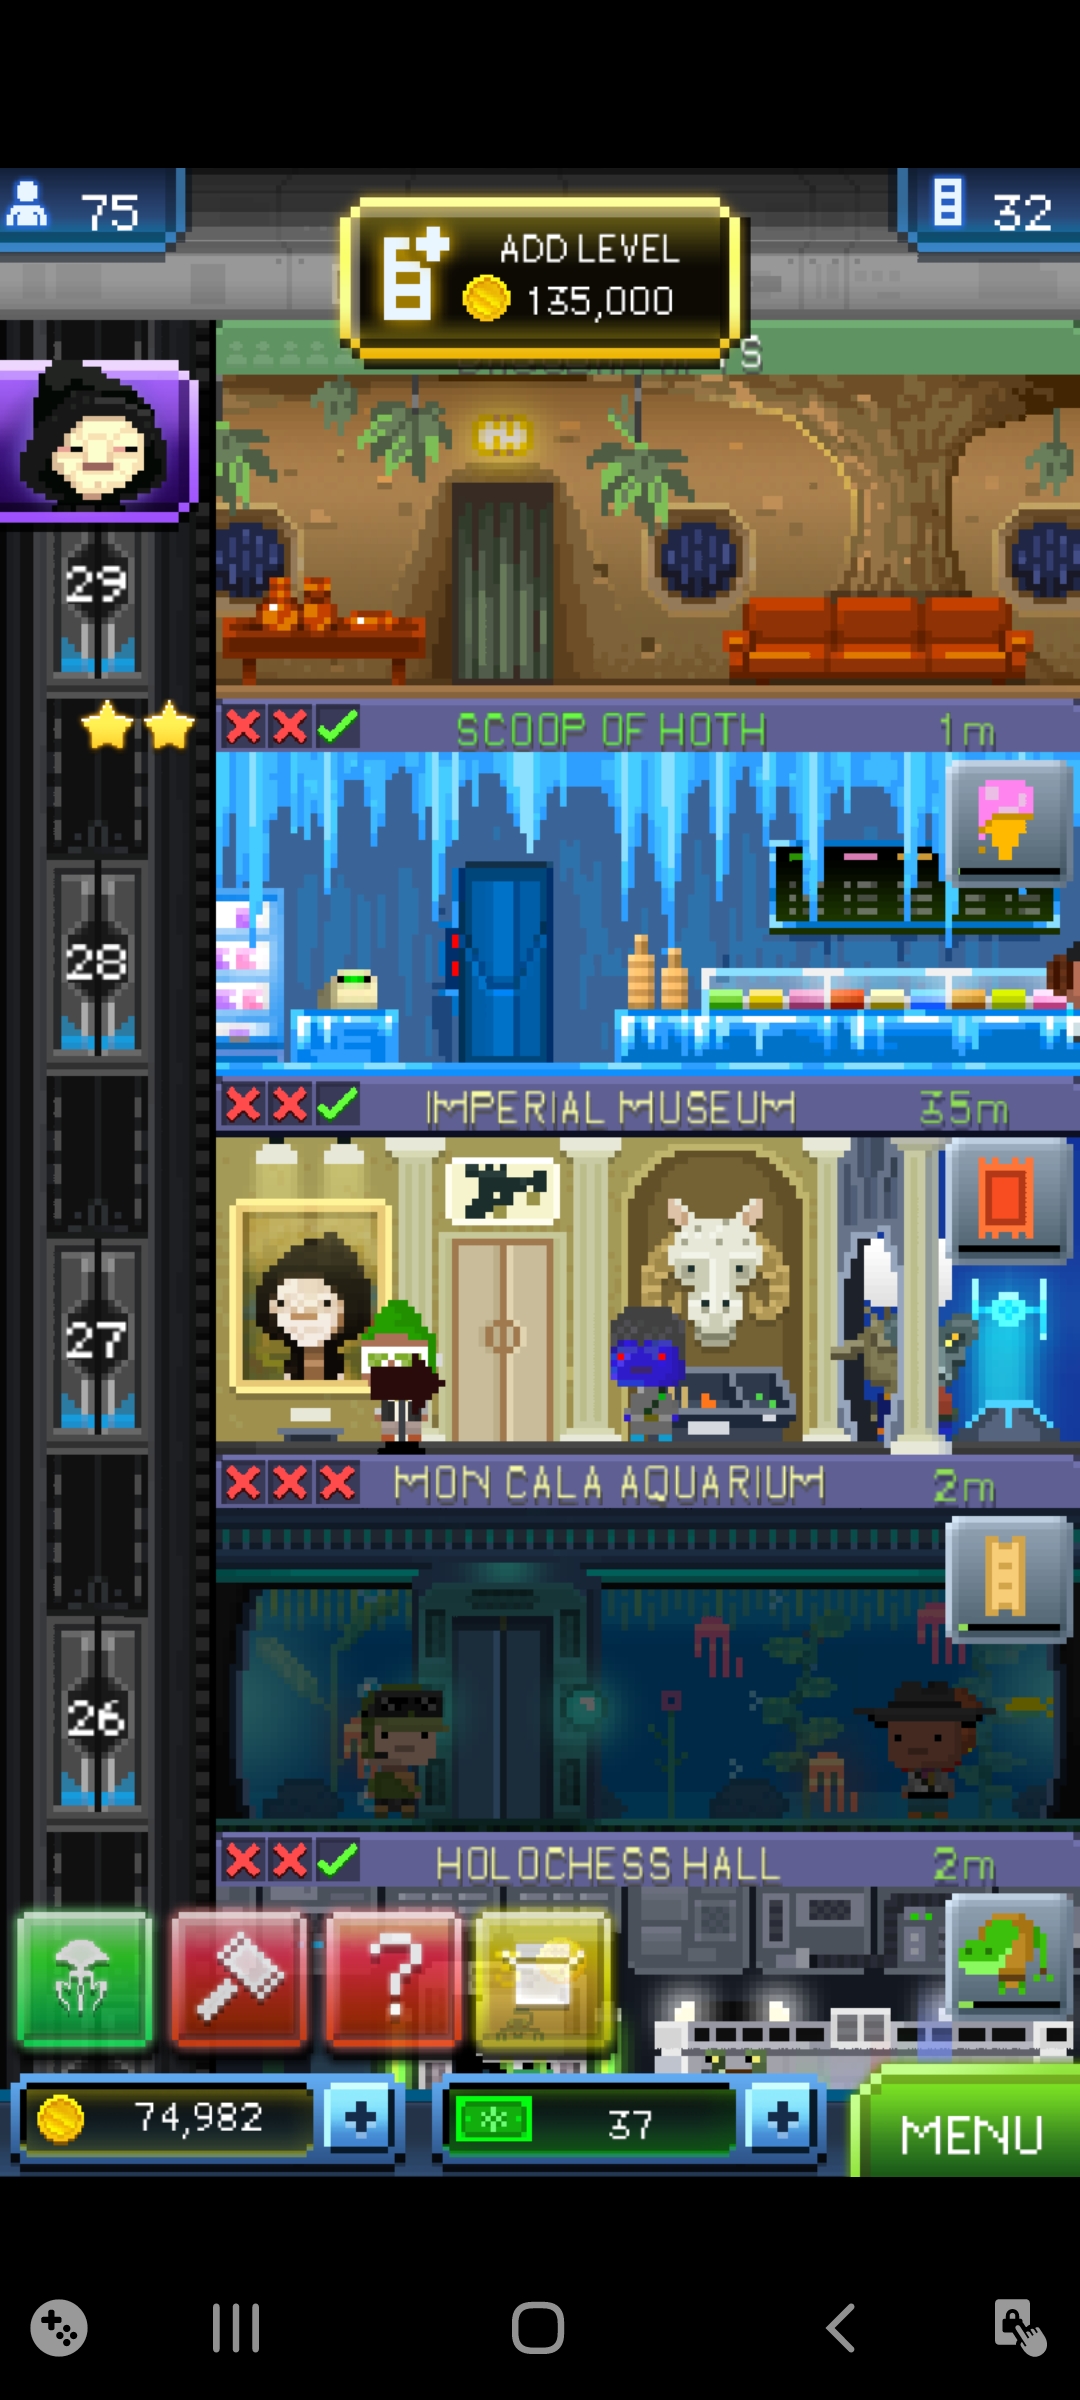 75
ADD LEVEL
135,000
32
S
29
SCOOP OF HOTH 1m
28
IMPERIAL MUSEUM 35m
27
MON CALA AQUARIUM 2m
26
HOLOCHESS HALL 2m
?
74,982
+
37
+
MENU